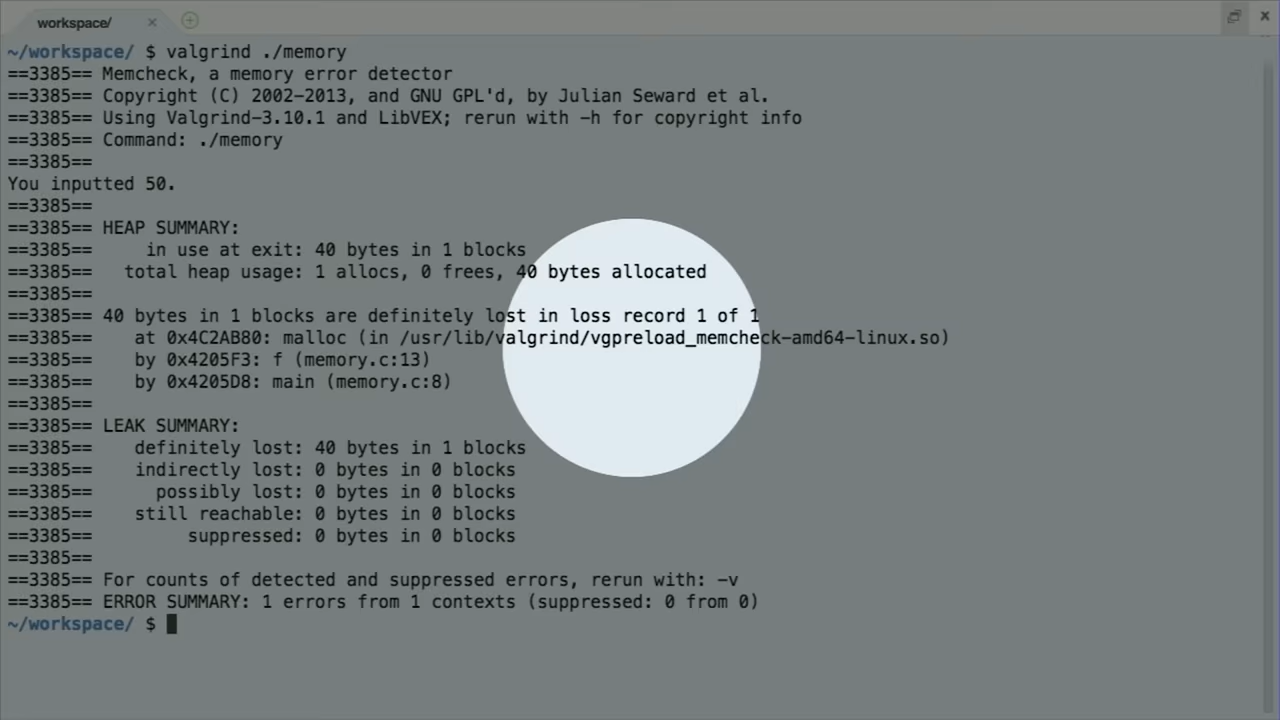 workspace/
~/workspace/ $ valgrind ./memory
==3385== Memcheck, a memory error detector
==3385== Copyright (C) 2002-2013, and GNU GPL'd, by Julian Seward et al.
==3385== Using Valgrind-3.10.1 and LibVEX; rerun with -h for copyright info
==3385== Command: ./memory
==3385==
You inputted 50.
==3385==
==3385== HEAP SUMMARY:
==3385==     in use at exit: 40 bytes in 1 blocks
==3385==   total heap usage: 1 allocs, 0 frees, 40 bytes allocated
==3385==
==3385== 40 bytes in 1 blocks are definitely lost in loss record 1 of 1
==3385==    at 0x4C2AB80: malloc (in /usr/lib/valgrind/vgpreload_memcheck-amd64-linux.so)
==3385==    by 0x4205F3: f (memory.c:13)
==3385==    by 0x4205D8: main (memory.c:8)
==3385==
==3385== LEAK SUMMARY:
==3385==    definitely lost: 40 bytes in 1 blocks
==3385==    indirectly lost: 0 bytes in 0 blocks
==3385==      possibly lost: 0 bytes in 0 blocks
==3385==    still reachable: 0 bytes in 0 blocks
==3385==         suppressed: 0 bytes in 0 blocks
==3385==
==3385== For counts of detected and suppressed errors, rerun with: -v
==3385== ERROR SUMMARY: 1 errors from 1 contexts (suppressed: 0 from 0)
~/workspace/ $